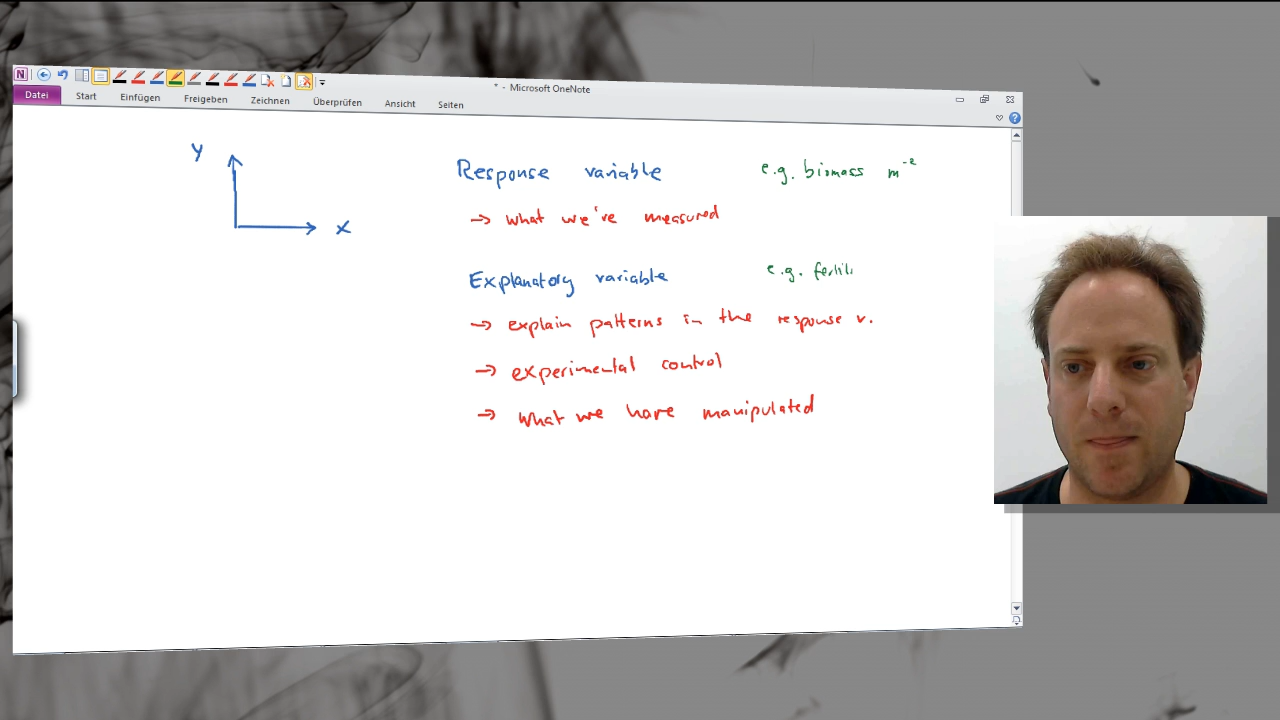 * - Microsoft OneNote
Datei Start Einfügen Freigeben Zeichnen Überprüfen Ansicht Seiten
Y
X
Response variable e.g. biomass m⁻²
→ what we've measured
Explanatory variable e.g. fertili
→ explain patterns in the response v.
→ experimental control
→ what we have manipulated